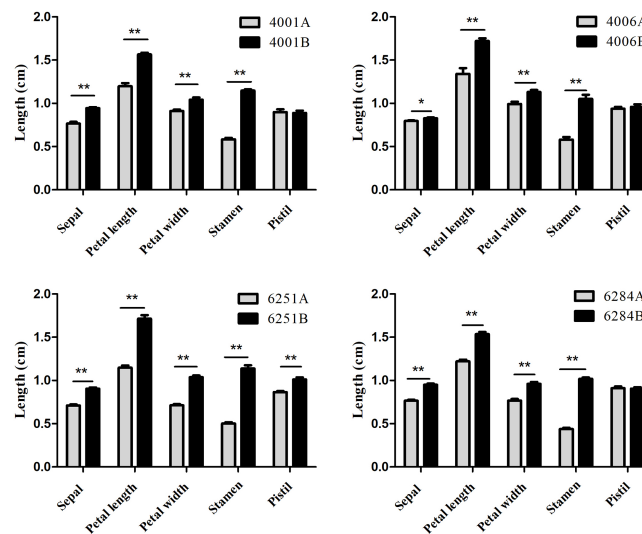 2.0
1.5
1.0
0.5
0.0
Length (cm)
4001A
4001B
**
**
**
**
Sepal
Petal length
Petal width
Stamen
Pistil
2.0
1.5
1.0
0.5
0.0
Length (cm)
4006A
4006B
*
**
**
**
Sepal
Petal length
Petal width
Stamen
Pistil
2.0
1.5
1.0
0.5
0.0
Length (cm)
6251A
6251B
**
**
**
**
**
Sepal
Petal length
Petal width
Stamen
Pistil
2.0
1.5
1.0
0.5
0.0
Length (cm)
6284A
6284B
**
**
**
**
Sepal
Petal length
Petal width
Stamen
Pistil